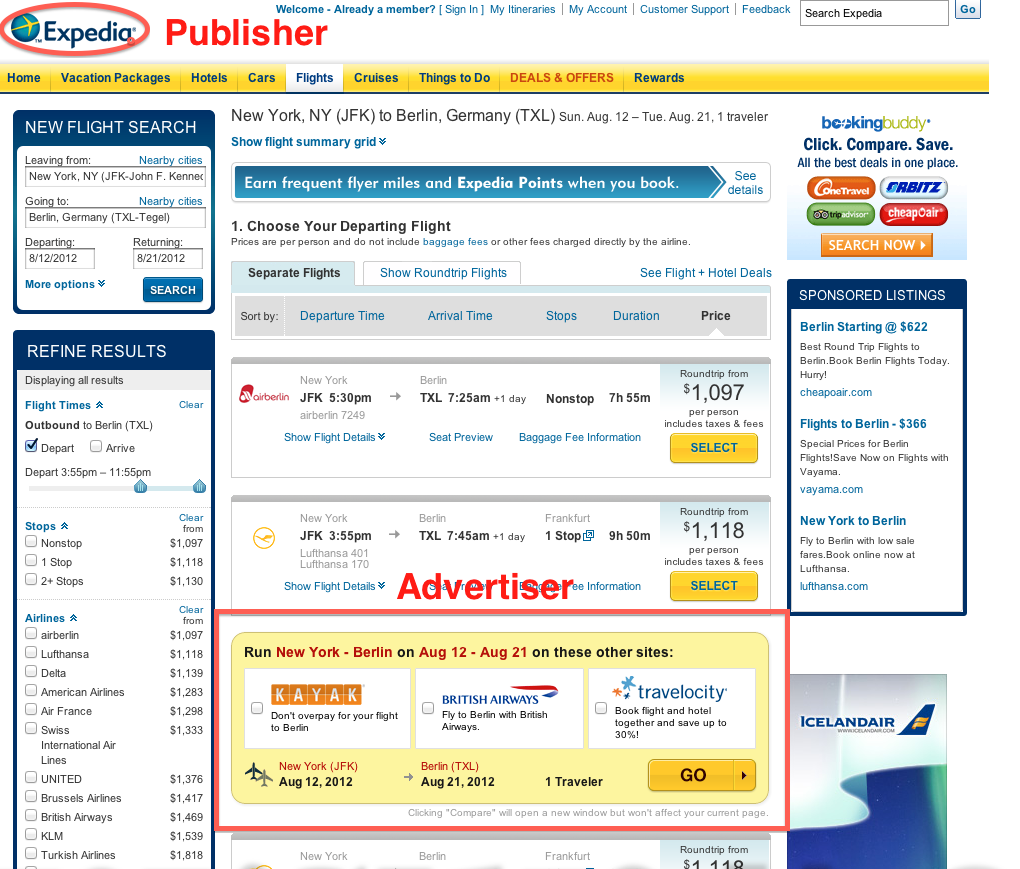 Welcome - Already a member? [ Sign In ] My Itineraries | My Account | Customer Support | Feedback
Search Expedia
Go
Expedia
Publisher
Home
Vacation Packages
Hotels
Cars
Flights
Cruises
Things to Do
DEALS & OFFERS
Rewards
NEW FLIGHT SEARCH
Leaving from: Nearby cities
New York, NY (JFK-John F. Kenned
Going to: Nearby cities
Berlin, Germany (TXL-Tegel)
Departing: Returning:
8/12/2012 8/21/2012
More options SEARCH
REFINE RESULTS
Displaying all results
Flight Times Clear
Outbound to Berlin (TXL)
Depart Arrive
Depart 3:55pm – 11:55pm
Clear
Stops from
Nonstop $1,097
1 Stop $1,118
2+ Stops $1,130
Clear
Airlines from
airberlin $1,097
Lufthansa $1,118
Delta $1,139
American Airlines $1,283
Air France $1,298
Swiss $1,333
International Air
Lines
UNITED $1,376
Brussels Airlines $1,417
British Airways $1,469
KLM $1,539
Turkish Airlines $1,818
New York, NY (JFK) to Berlin, Germany (TXL) Sun. Aug. 12 – Tue. Aug. 21, 1 traveler
Show flight summary grid
Earn frequent flyer miles and Expedia Points when you book.
See
details
1. Choose Your Departing Flight
Prices are per person and do not include baggage fees or other fees charged directly by the airline.
Separate Flights
Show Roundtrip Flights
See Flight + Hotel Deals
Sort by: Departure Time Arrival Time Stops Duration Price
New York Berlin
airberlin JFK 5:30pm TXL 7:25am +1 day Nonstop 7h 55m
airberlin 7249
Show Flight Details Seat Preview Baggage Fee Information
Roundtrip from
$1,097
per person
includes taxes & fees
SELECT
New York Berlin Frankfurt
JFK 3:55pm TXL 7:45am +1 day 1 Stop 9h 50m
Lufthansa 401
Lufthansa 170
Show Flight Details Seat Preview Baggage Fee Information
Roundtrip from
$1,118
per person
includes taxes & fees
SELECT
Advertiser
Run New York - Berlin on Aug 12 - Aug 21 on these other sites:
KAYAK
Don't overpay for your flight
to Berlin
BRITISH AIRWAYS
Fly to Berlin with British
Airways.
travelocity
Book flight and hotel
together and save up to
30%!
New York (JFK) Berlin (TXL)
Aug 12, 2012 Aug 21, 2012 1 Traveler
GO
Clicking "Compare" will open a new window but won't affect your current page.
New York Berlin Frankfurt
Roundtrip from
$1,118
bookingbuddy
Click. Compare. Save.
All the best deals in one place.
OneTravel
ORBITZ
tripadvisor
cheapOair
SEARCH NOW
SPONSORED LISTINGS
Berlin Starting @ $622
Best Round Trip Flights to
Berlin.Book Berlin Flights Today.
Hurry!
cheapoair.com
Flights to Berlin - $366
Special Prices for Berlin
Flights!Save Now on Flights with
Vayama.
vayama.com
New York to Berlin
Fly to Berlin with low sale
fares.Book online now at
Lufthansa.
lufthansa.com
ICELANDAIR
WWW.ICELANDAIR.COM